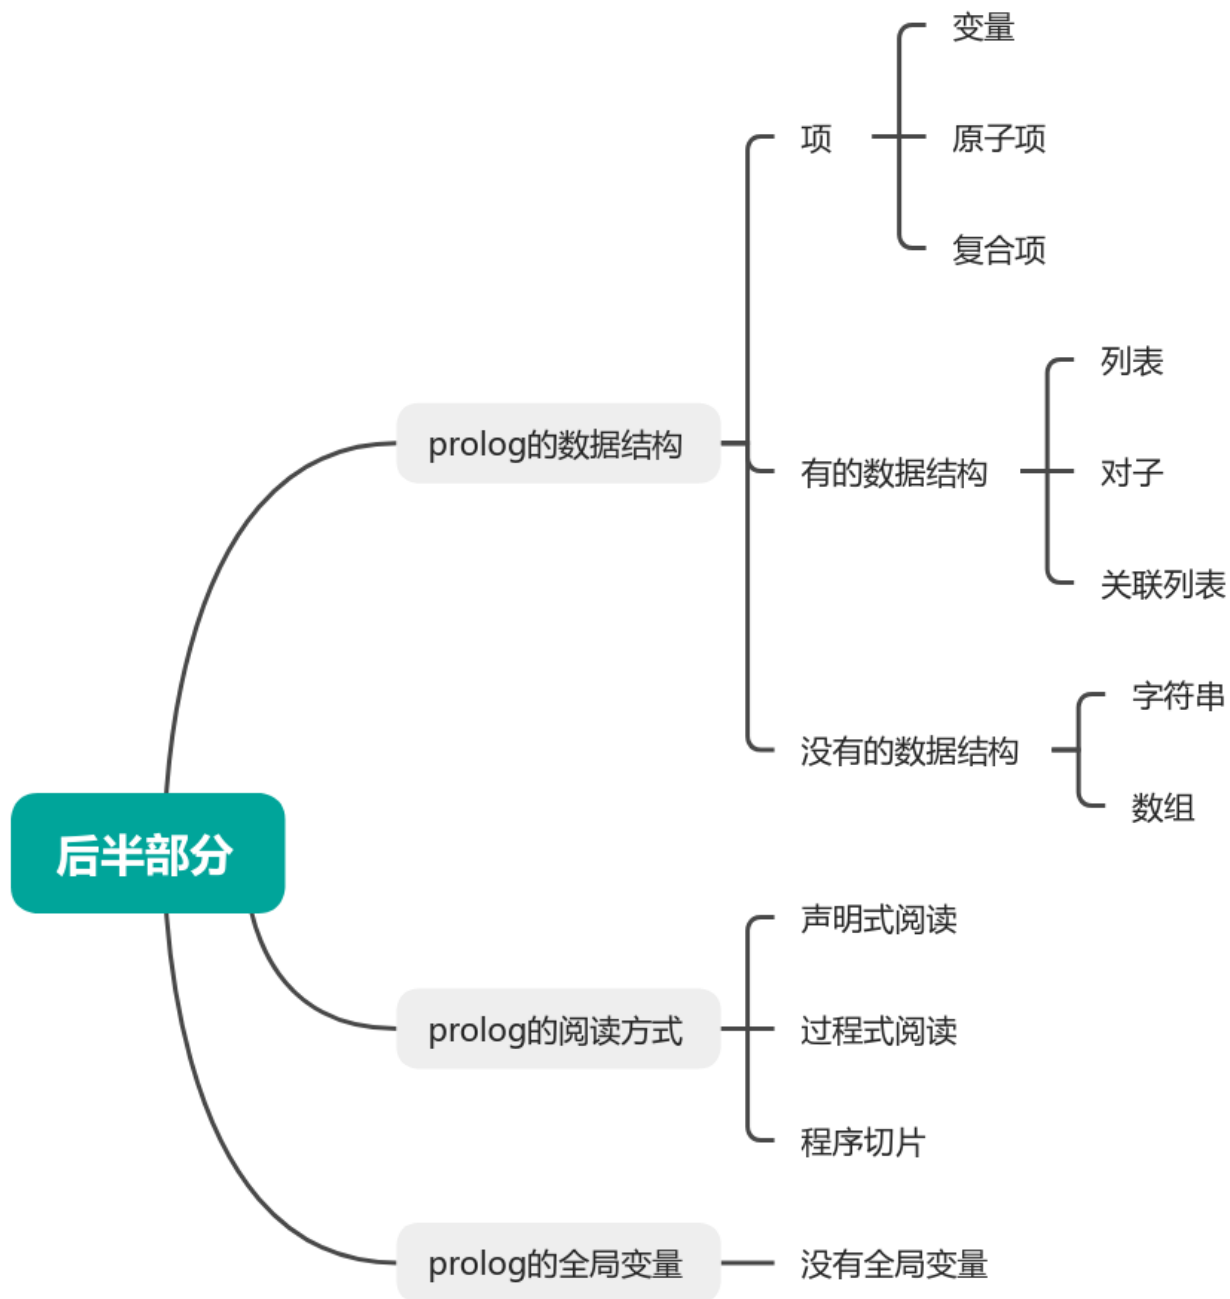 后半部分
prolog的数据结构
项
变量
原子项
复合项
有的数据结构
列表
对子
关联列表
没有的数据结构
字符串
数组
prolog的阅读方式
声明式阅读
过程式阅读
程序切片
prolog的全局变量
没有全局变量